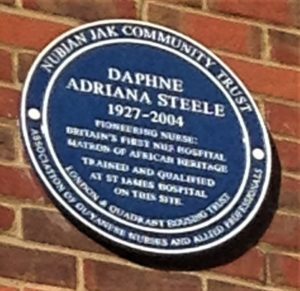 NUBIAN JAK COMMUNITY TRUST
DAPHNE
ADRIANA STEELE
1927-2004
PIONEERING NURSE:
BRITAIN'S FIRST NHS HOSPITAL
MATRON OF AFRICAN HERITAGE
TRAINED AND QUALIFIED
AT ST JAMES HOSPITAL
ON THIS SITE
LONDON & QUADRANT HOUSING TRUST
ASSOCIATION OF GUYANESE NURSES AND ALLIED PROFESSIONALS